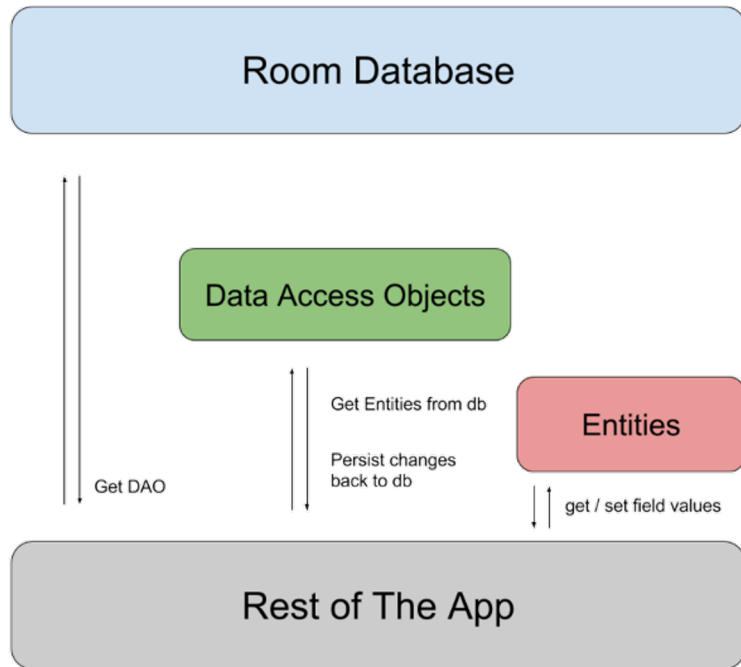 Room Database
Data Access Objects
Get Entities from db
Entities
Persist changes
back to db
Get DAO
get / set field values
Rest of The App